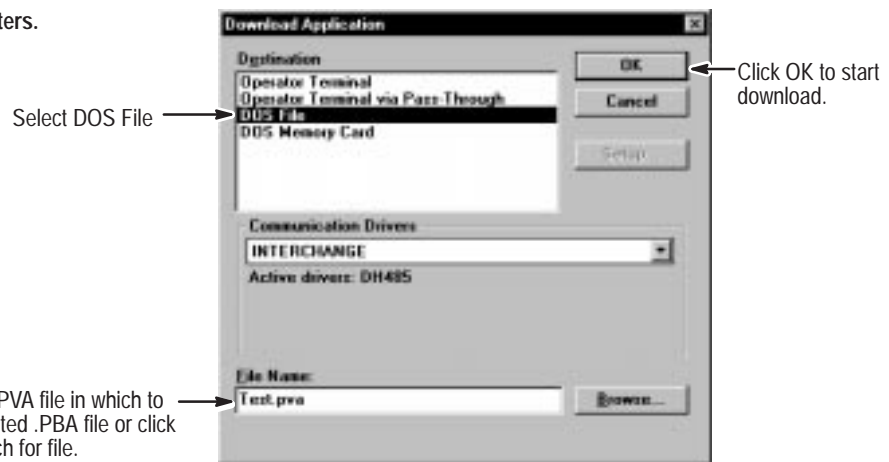 ters.
Download Application
Destination
Operator Terminal
Operator Terminal via Pass-Through
DOS File
DOS Memory Card
OK
Cancel
Setup...
Click OK to start
download.
Select DOS File
Communication Drivers
INTERCHANGE
Active drivers: DH485
File Name:
Test.pva
Browse...
PVA file in which to
ted .PBA file or click
ch for file.